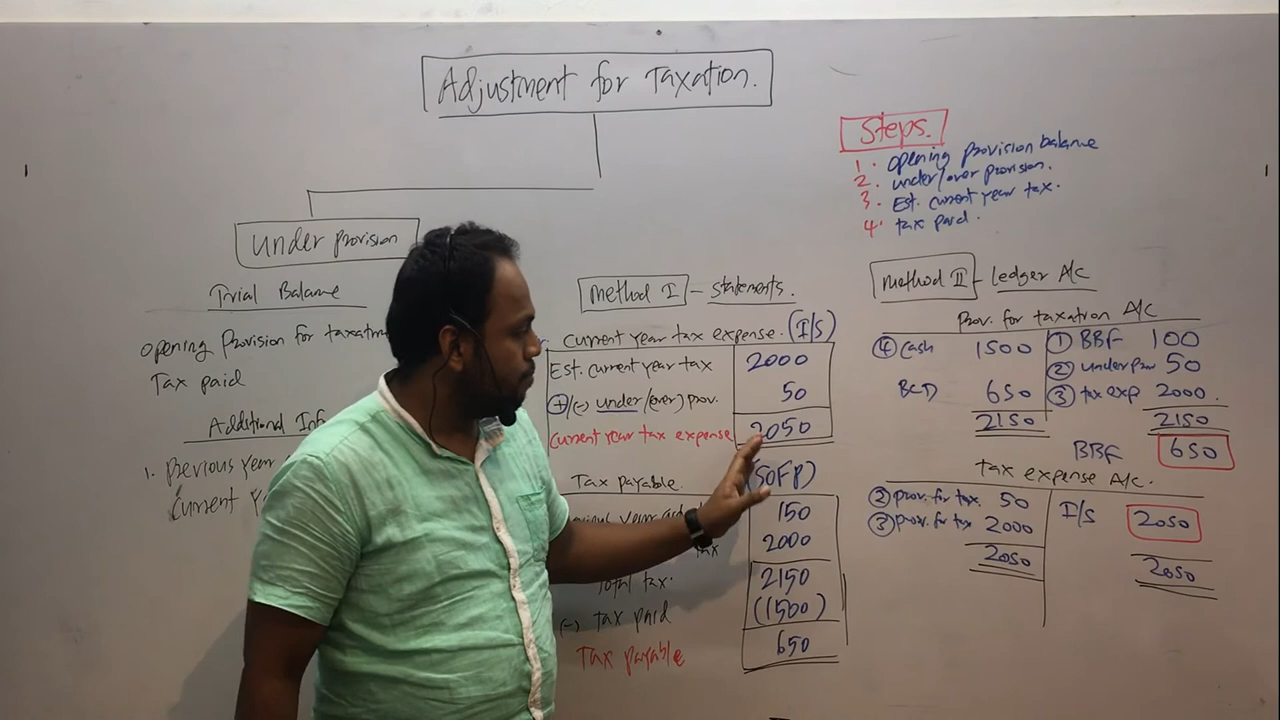 Adjustment for Taxation.
Steps.
1. opening provision balance
2. under/over provision.
3. Est. current year tax.
4. tax paid.
under provision
Trial Balance
opening provision for taxation
Tax paid
Additional Inf
1. Previous Year
Current Y
Method I - statements.
current year tax expense. (I/S)
Est. current year tax 2000
+/(-) under/(over) prov. 50
current year tax expense 2050
Tax payable. (SOFP)
150
tax 2000
Total tax. 2150
(-) tax paid (1500)
Tax payable 650
Method II - ledger A/c
Prov. for taxation A/c
④ Cash 1500 ① BBF 100
② under prov 50
BCD 650 ③ tax exp 2000.
2150 2150
BBF 650
tax expense A/c.
② prov. for tax. 50 I/S 2050
③ prov. for tax 2000
2050 2050